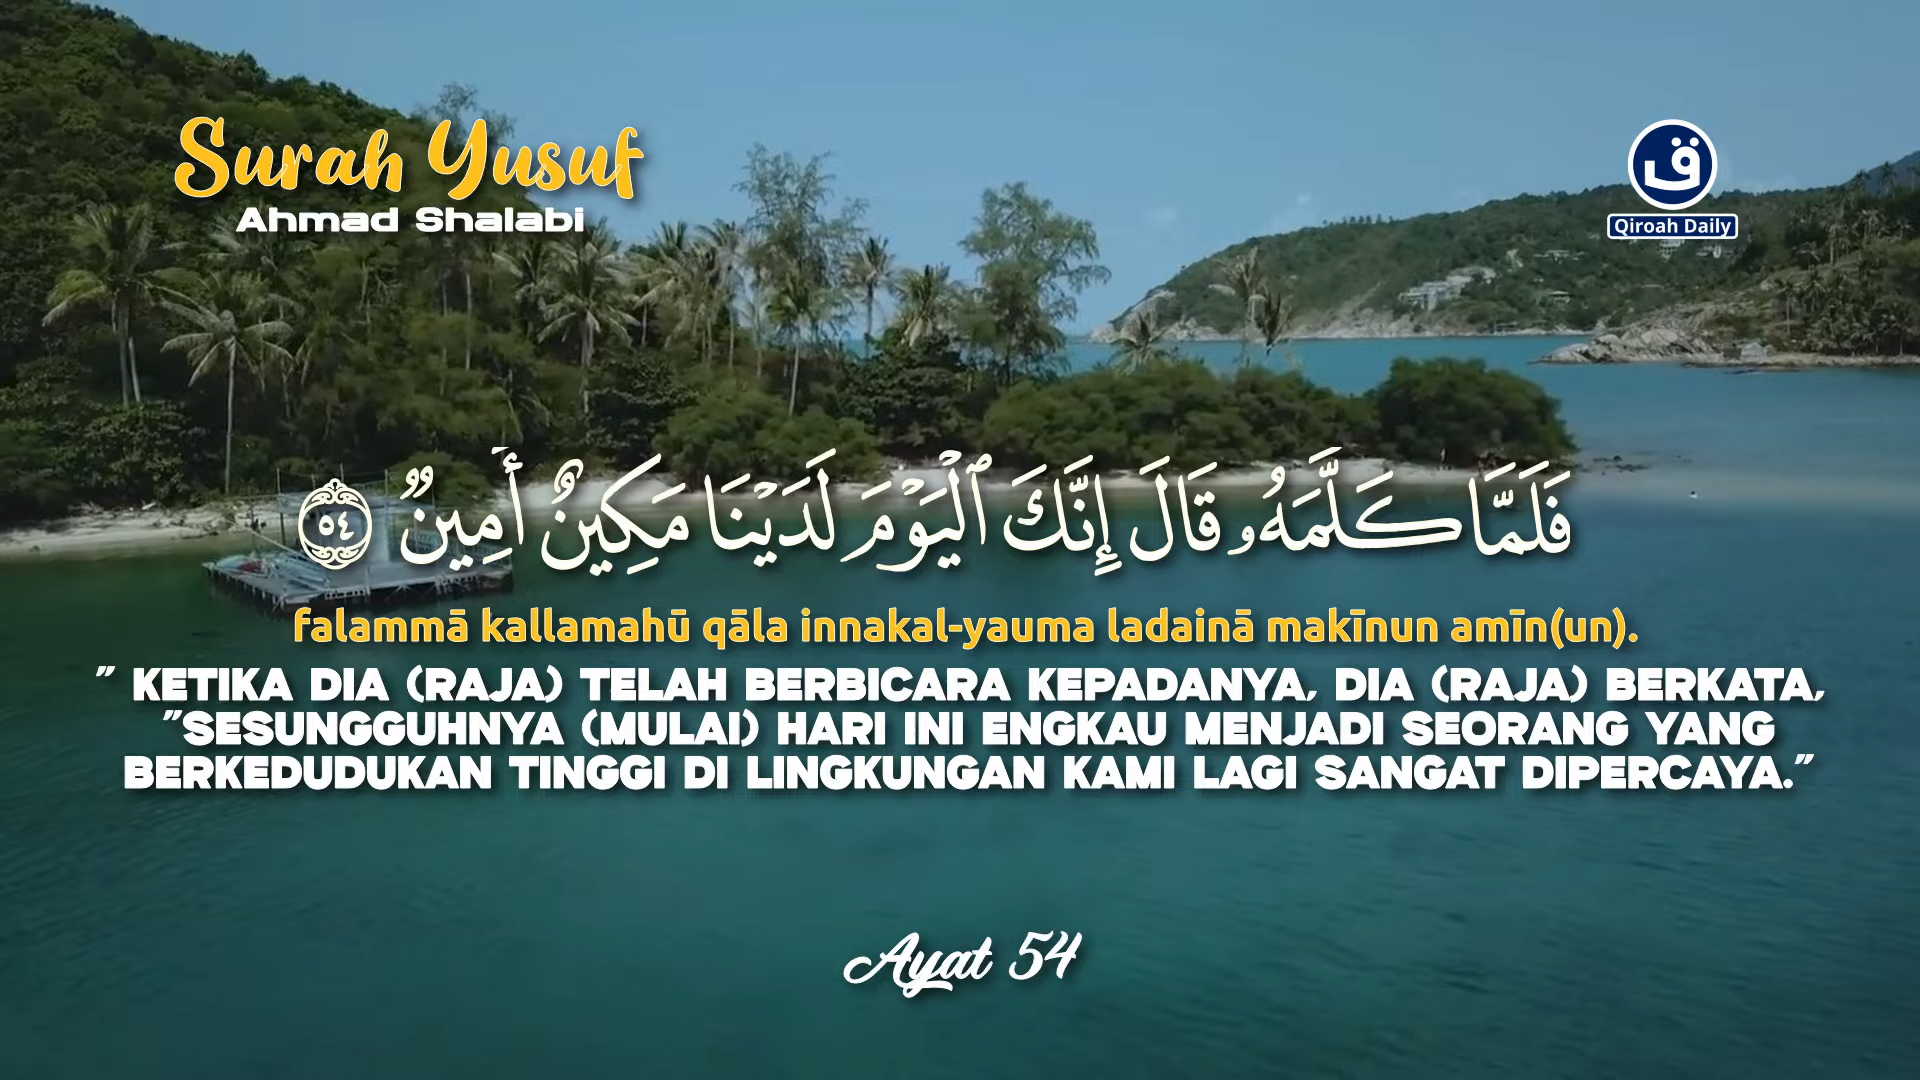 Surah Yusuf
Ahmad Shalabi
ق
Qiroah Daily
فَلَمَّا كَلَّمَهُۥ قَالَ إِنَّكَ ٱلْيَوْمَ لَدَيْنَا مَكِينٌ أَمِينٌ ٥٤
falammā kallamahū qāla innakal-yauma ladainā makīnun amīn(un).
" KETIKA DIA (RAJA) TELAH BERBICARA KEPADANYA, DIA (RAJA) BERKATA,
"SESUNGGUHNYA (MULAI) HARI INI ENGKAU MENJADI SEORANG YANG
BERKEDUDUKAN TINGGI DI LINGKUNGAN KAMI LAGI SANGAT DIPERCAYA."
Ayat 54